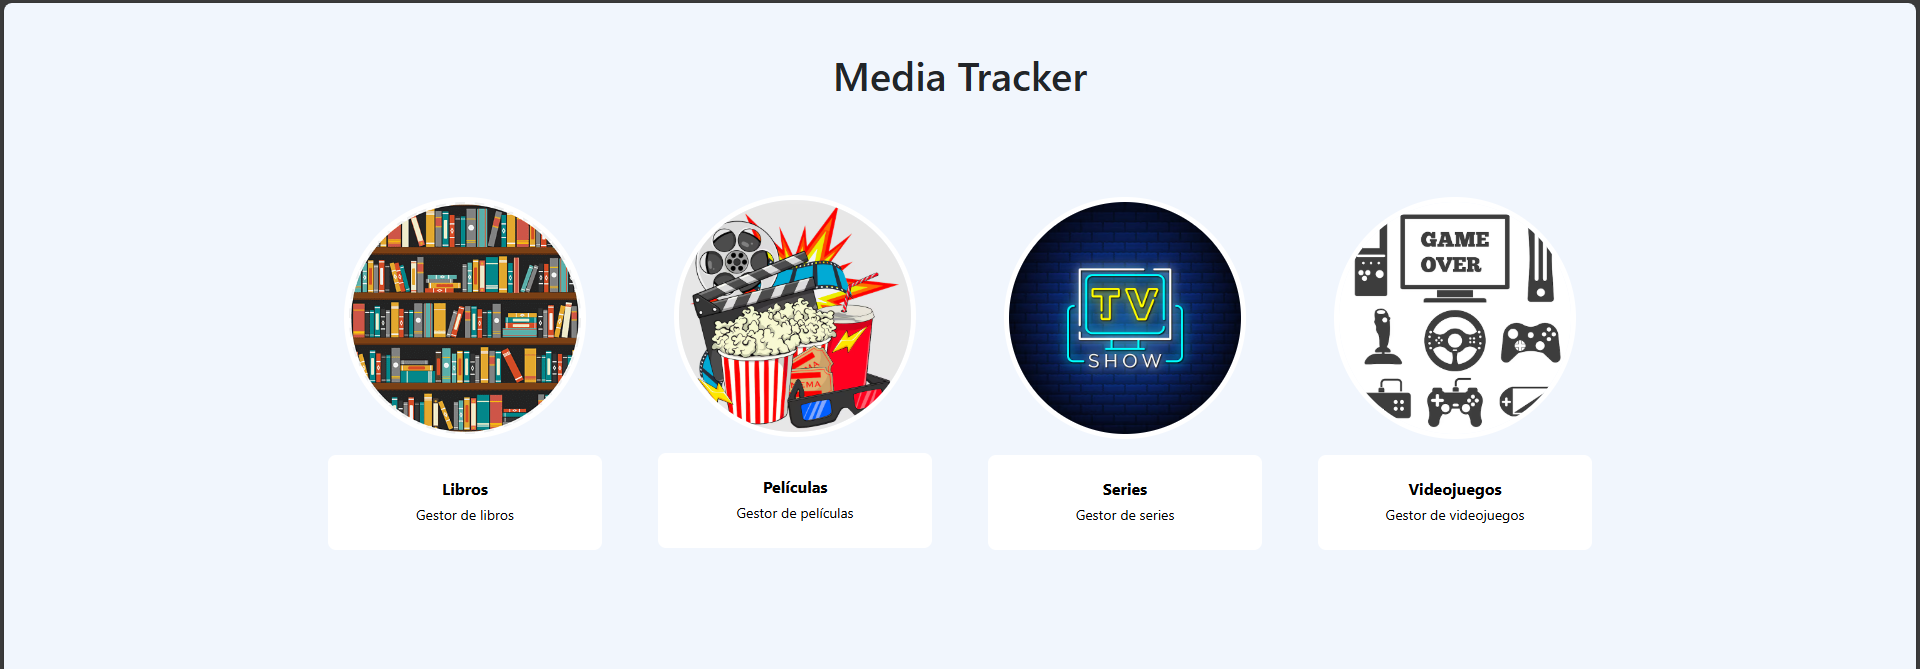 Media Tracker
GAME
OVER
TV
SHOW
CINEMA
Libros
Gestor de libros
Películas
Gestor de películas
Series
Gestor de series
Videojuegos
Gestor de videojuegos